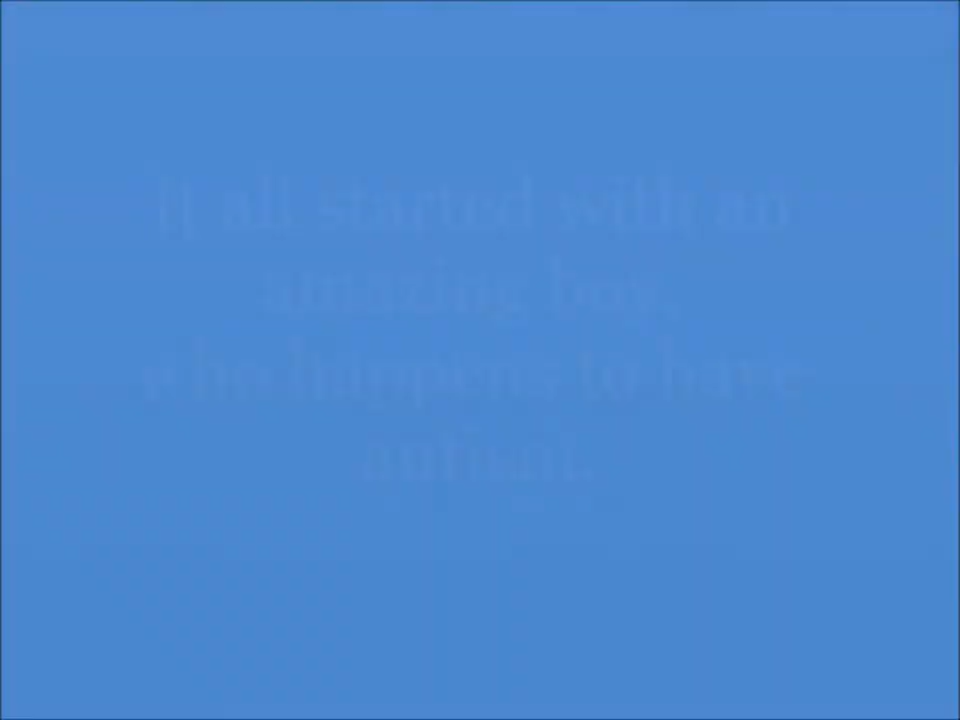 It all started with an
amazing boy,
who happens to have
autism.